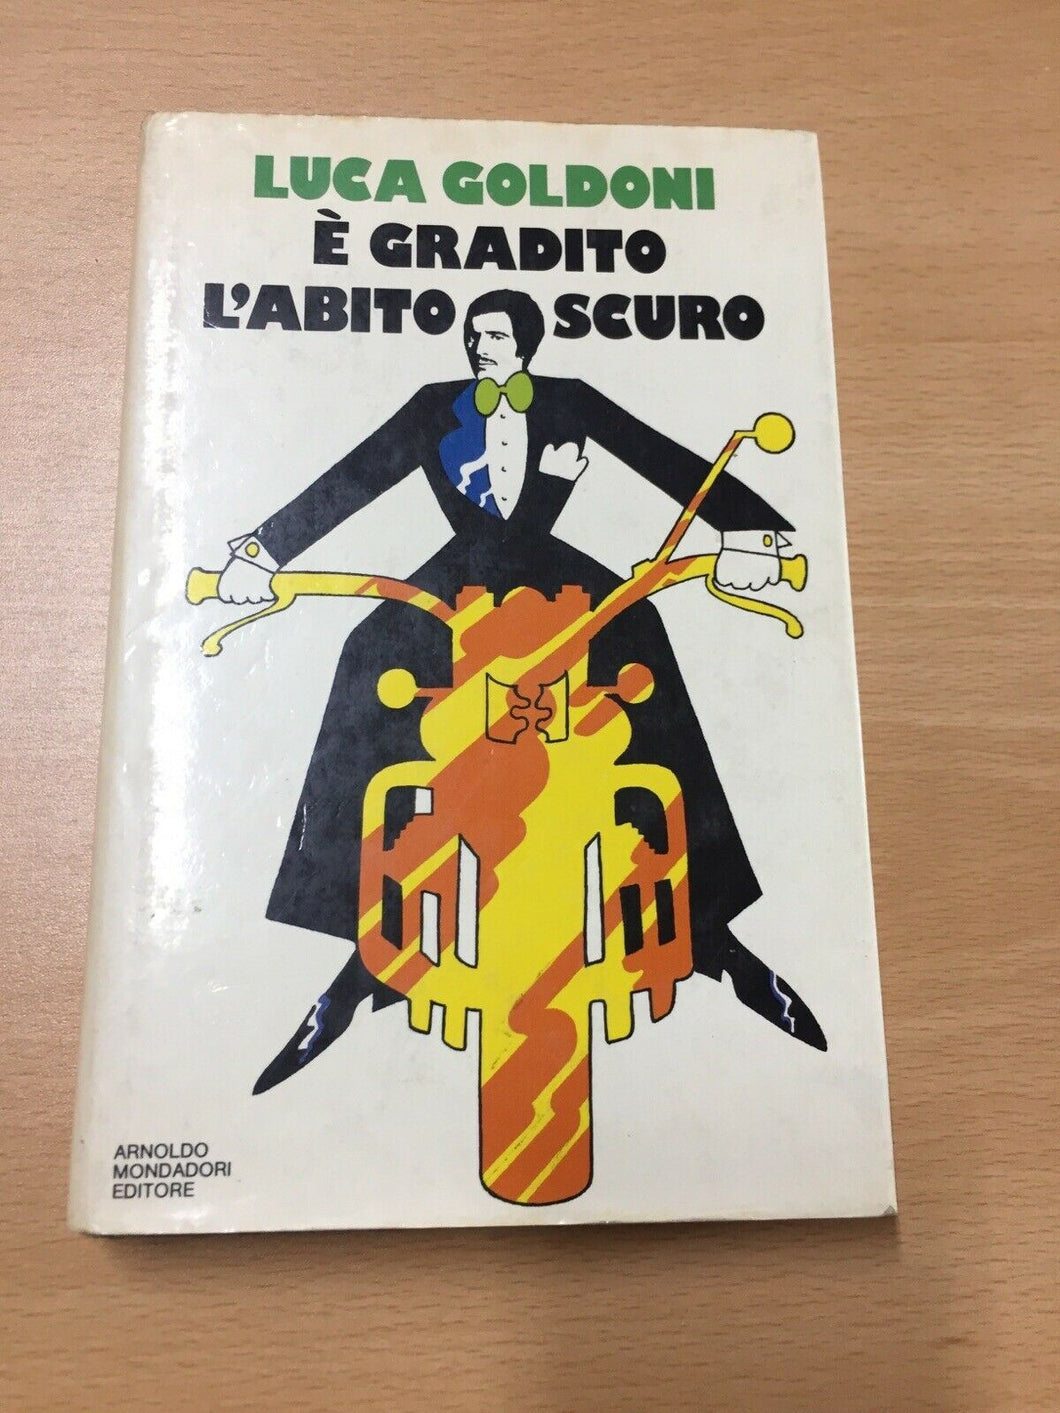 LUCA GOLDONI
È GRADITO
L'ABITO SCURO
ARNOLDO
MONDADORI
EDITORE